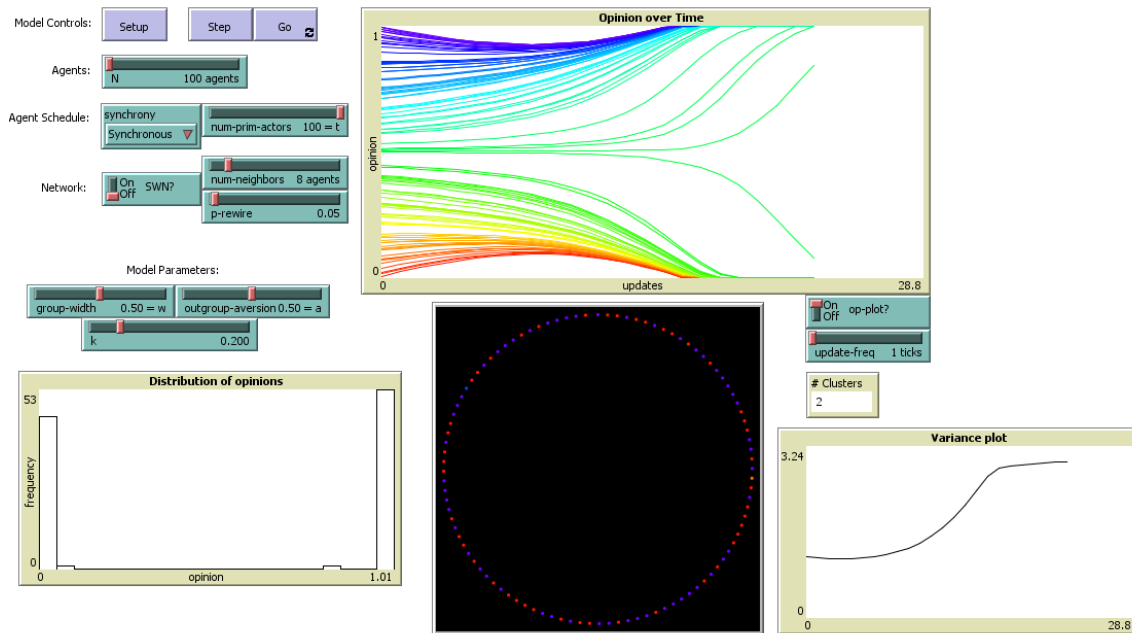 Model Controls:
Setup
Step
Go
Agents:
N 100 agents
Agent Schedule:
synchrony
Synchronous
num-prim-actors 100 = t
Network:
On
Off
SWN?
num-neighbors 8 agents
p-rewire 0.05
Model Parameters:
group-width 0.50 = w
outgroup-aversion 0.50 = a
k 0.200
Opinion over Time
1
opinion
0
0
updates
28.8
On
Off
op-plot?
update-freq 1 ticks
# Clusters
2
Distribution of opinions
53
frequency
0
0
opinion
1.01
Variance plot
3.24
0
0
28.8